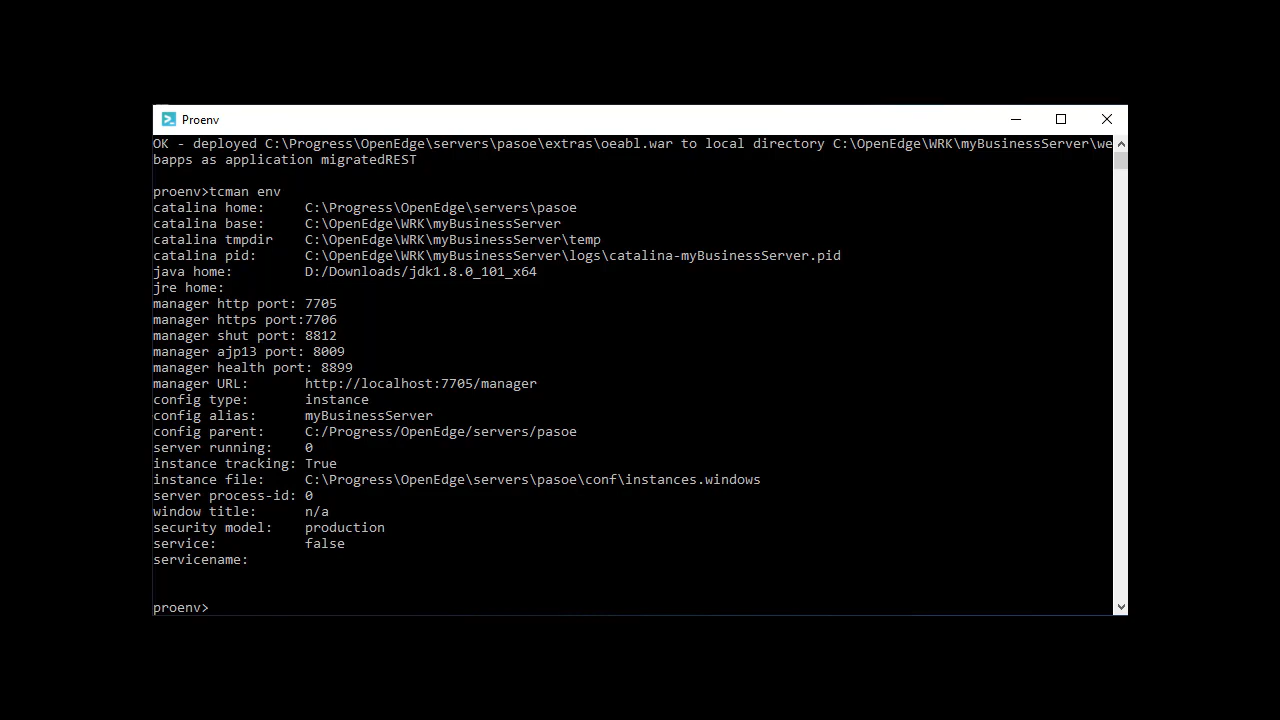 Proenv
OK - deployed C:\Progress\OpenEdge\servers\pasoe\extras\oeabl.war to local directory C:\OpenEdge\WRK\myBusinessServer\we
bapps as application migratedREST
proenv>tcman env
catalina home:     C:\Progress\OpenEdge\servers\pasoe
catalina base:     C:\OpenEdge\WRK\myBusinessServer
catalina tmpdir    C:\OpenEdge\WRK\myBusinessServer\temp
catalina pid:      C:\OpenEdge\WRK\myBusinessServer\logs\catalina-myBusinessServer.pid
java home:         D:/Downloads/jdk1.8.0_101_x64
jre home:
manager http port: 7705
manager https port:7706
manager shut port: 8812
manager ajp13 port: 8009
manager health port: 8899
manager URL:       http://localhost:7705/manager
config type:       instance
config alias:      myBusinessServer
config parent:     C:/Progress/OpenEdge/servers/pasoe
server running:    0
instance tracking: True
instance file:     C:\Progress\OpenEdge\servers\pasoe\conf\instances.windows
server process-id: 0
window title:      n/a
security model:    production
service:           false
servicename:
proenv>